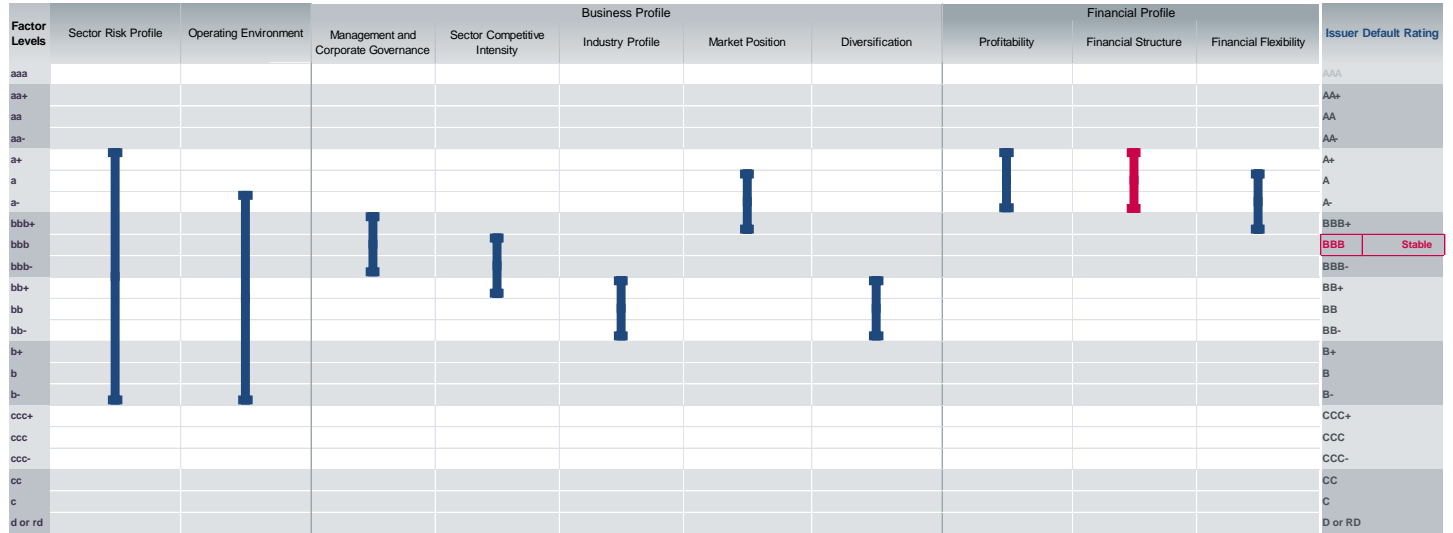 Business Profile
Financial Profile
Factor
Levels
Sector Risk Profile
Operating Environment
Management and
Corporate Governance
Sector Competitive
Intensity
Industry Profile
Market Position
Diversification
Profitability
Financial Structure
Financial Flexibility
Issuer Default Rating
aaa AAA
aa+ AA+
aa AA
aa- AA-
a+ A+
a A
a- A-
bbb+ BBB+
bbb BBB Stable
bbb- BBB-
bb+ BB+
bb BB
bb- BB-
b+ B+
b B
b- B-
ccc+ CCC+
ccc CCC
ccc- CCC-
cc CC
c C
d or rd D or RD